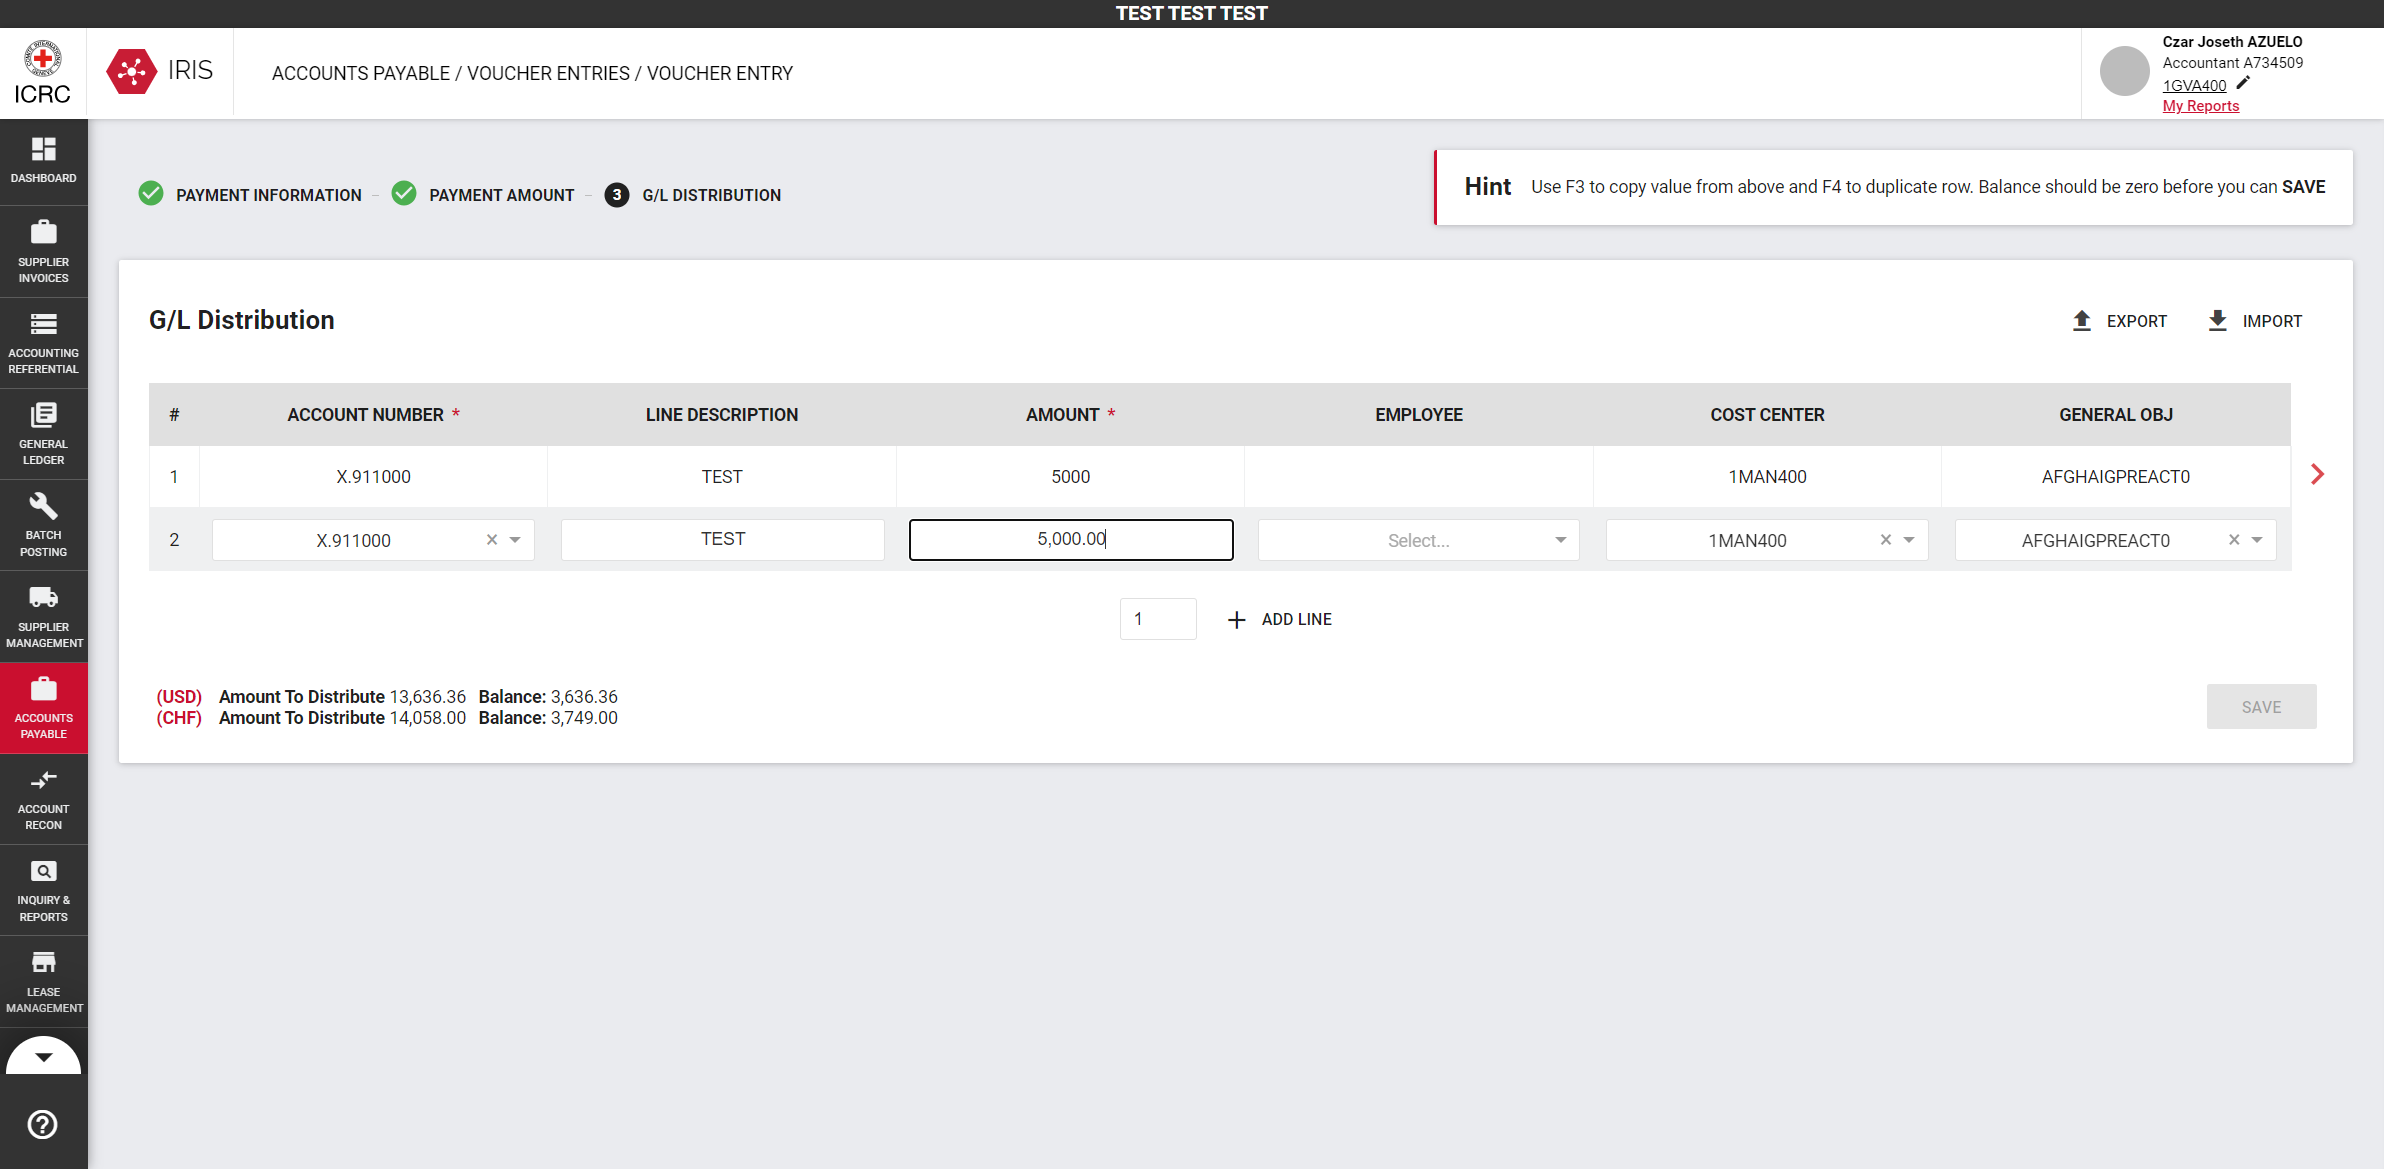 TEST TEST TEST
ICRC
IRIS
ACCOUNTS PAYABLE / VOUCHER ENTRIES / VOUCHER ENTRY
Czar Joseth AZUELO
Accountant A734509
1GVA400
My Reports
DASHBOARD
SUPPLIER
INVOICES
ACCOUNTING
REFERENTIAL
GENERAL
LEDGER
BATCH
POSTING
SUPPLIER
MANAGEMENT
ACCOUNTS
PAYABLE
ACCOUNT
RECON
INQUIRY &
REPORTS
LEASE
MANAGEMENT
PAYMENT INFORMATION – PAYMENT AMOUNT – 3 G/L DISTRIBUTION
Hint Use F3 to copy value from above and F4 to duplicate row. Balance should be zero before you can SAVE
G/L Distribution
EXPORT IMPORT
# ACCOUNT NUMBER * LINE DESCRIPTION AMOUNT * EMPLOYEE COST CENTER GENERAL OBJ
1 X.911000 TEST 5000 1MAN400 AFGHAIGPREACT0
2 X.911000 TEST 5,000.00 Select... 1MAN400 AFGHAIGPREACT0
1 + ADD LINE
(USD) Amount To Distribute 13,636.36 Balance: 3,636.36
(CHF) Amount To Distribute 14,058.00 Balance: 3,749.00
SAVE